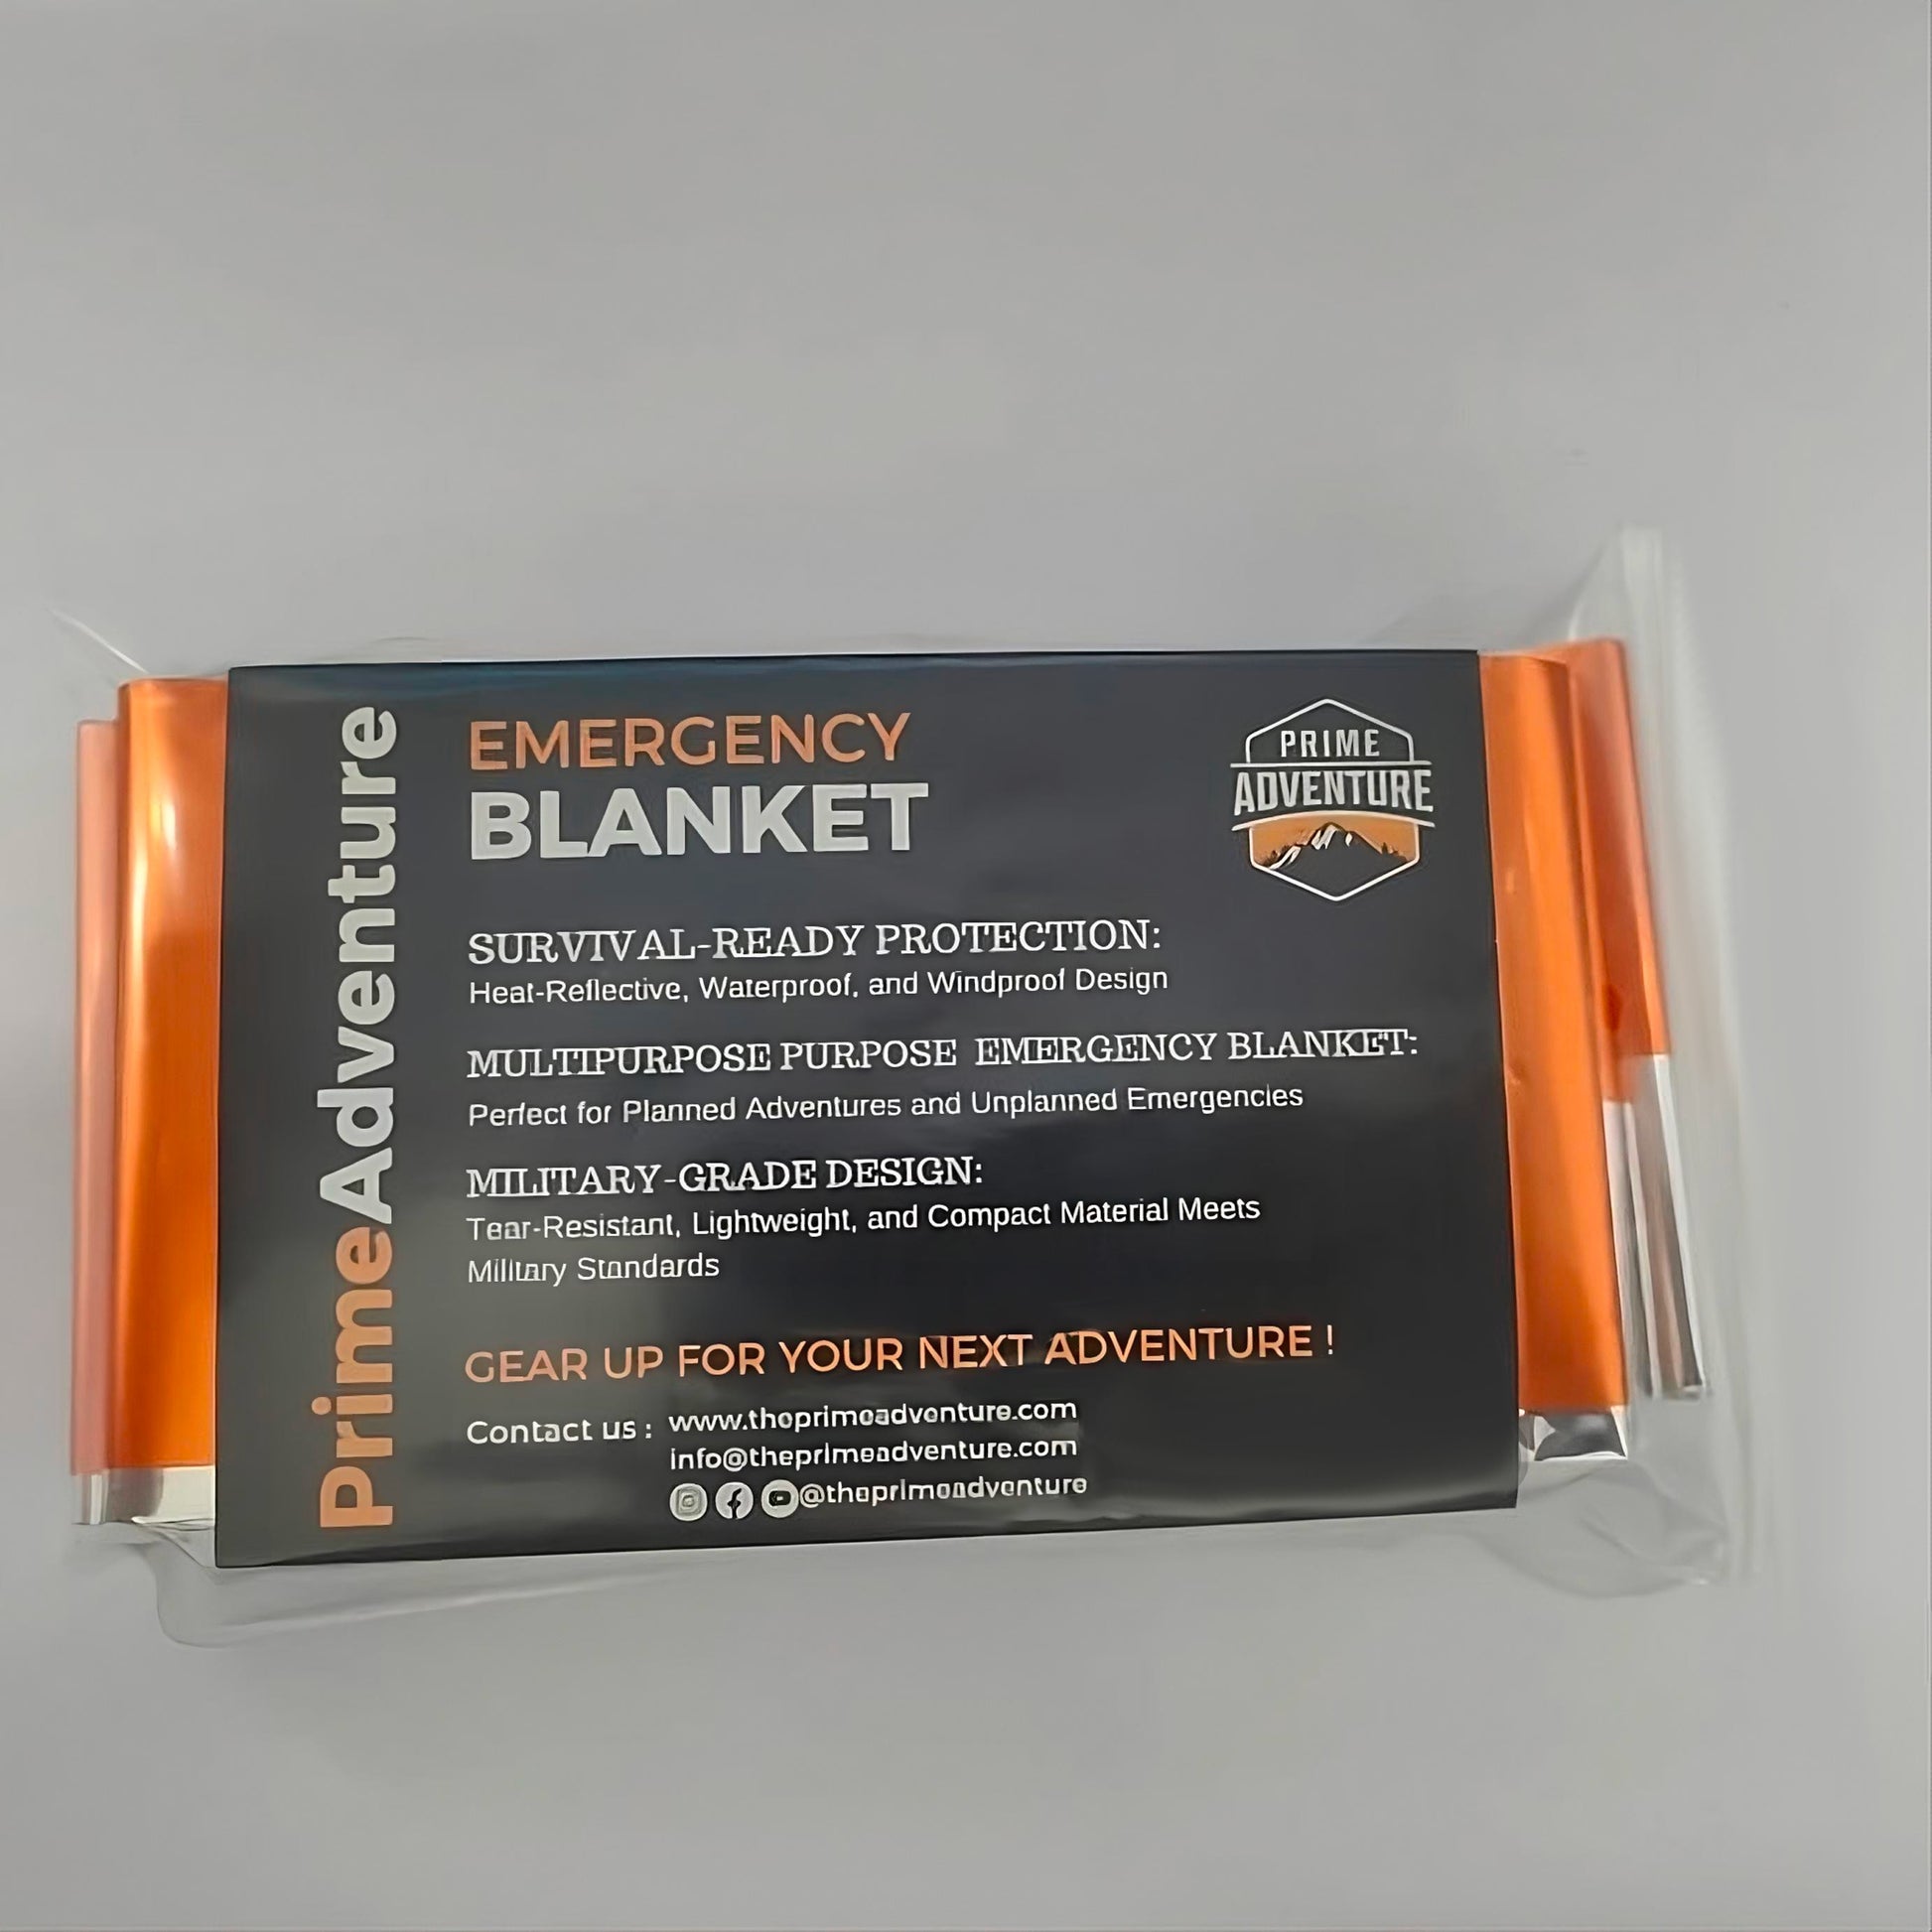 PrimeAdventure
EMERGENCY
BLANKET
PRIME
ADVENTURE
SURVIVAL-READY PROTECTION:
Heat-Reflective, Waterproof, and Windproof Design
MULTIPURPOSE PURPOSE EMERGENCY BLANKET:
Perfect for Planned Adventures and Unplanned Emergencies
MILITARY-GRADE DESIGN:
Tear-Resistant, Lightweight, and Compact Material Meets
Military Standards
GEAR UP FOR YOUR NEXT ADVENTURE !
Contact us : www.theprimeadventure.com
info@theprimeadventure.com
@theprimeadventure